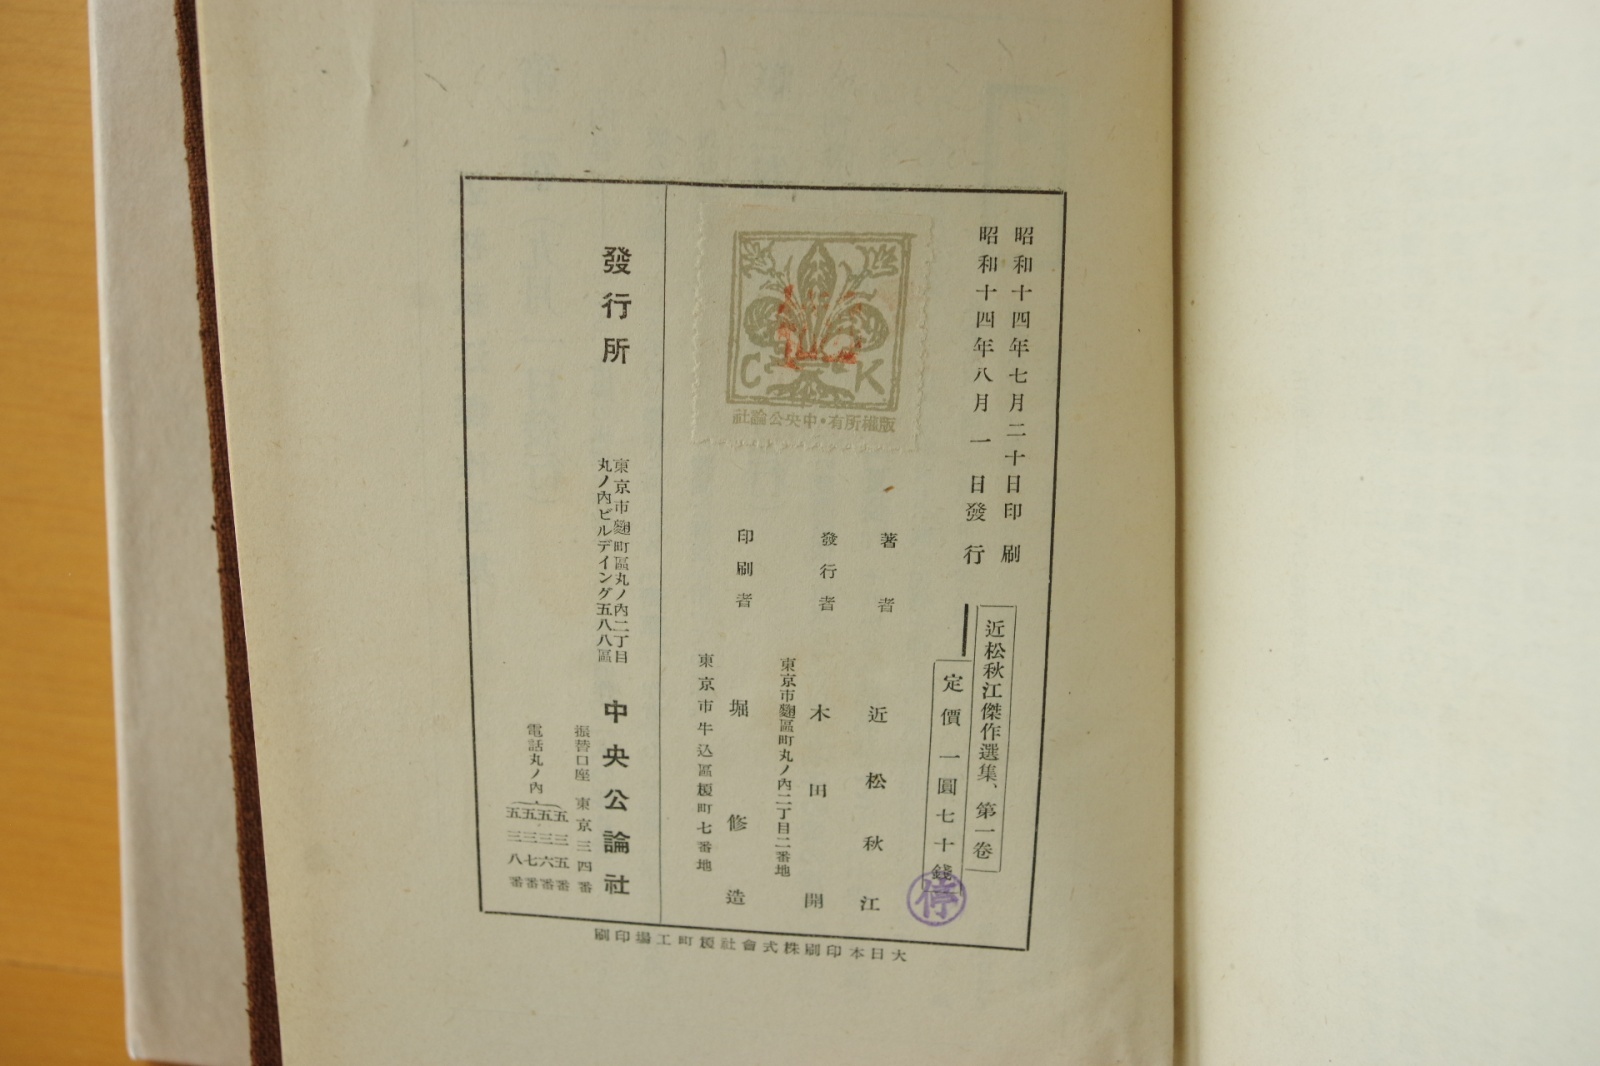 昭和十四年七月二十日印刷
昭和十四年八月一日發行
近松秋江傑作選集、第一卷
定價一圓七十錢
停
著者 近松秋江
發行者 木田開
東京市麴區町丸ノ內二丁目二番地
印刷者 堀修造
東京市牛込區榎町七番地
C K
版權所有・中央公論社
發行所 中央公論社
東京市麴町區丸ノ內二丁目
丸ノ內ビルデイング五八八區
振替口座 東京三四番
電話丸ノ內
五三五番
五三六番
五三七番
五三八番
大日本印刷株式會社榎町工場印刷